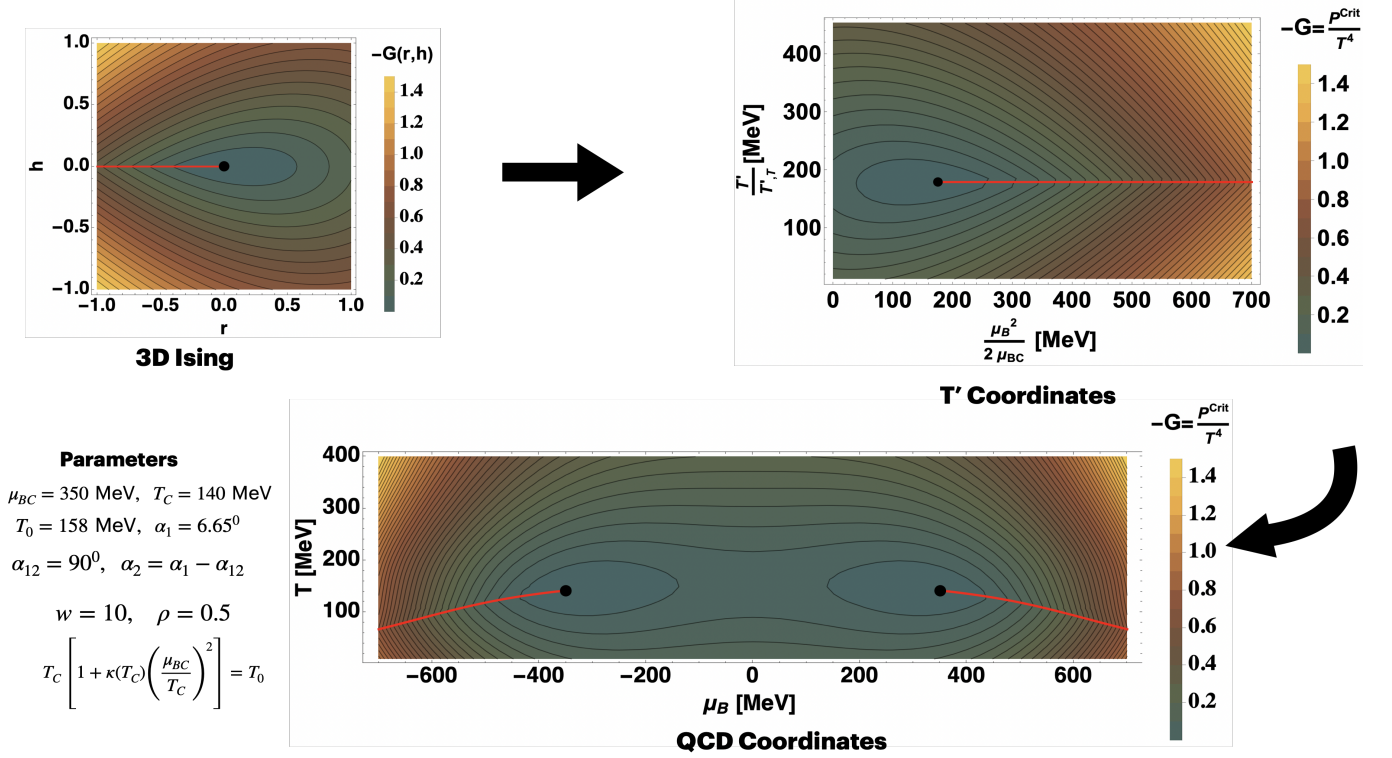 −G(r,h)
1.0
0.5
0.0
−0.5
−1.0
h
−1.0 −0.5 0.0 0.5 1.0
r
1.4
1.2
1.0
0.8
0.6
0.4
0.2
3D Ising
−G= P^Crit / T^4
400
300
200
100
T' / T'_{,T} [MeV]
0 100 200 300 400 500 600 700
μ_B^2 / 2 μ_BC [MeV]
1.4
1.2
1.0
0.8
0.6
0.4
0.2
T′ Coordinates
Parameters
μ_BC = 350 MeV, T_C = 140 MeV
T_0 = 158 MeV, α_1 = 6.65^0
α_12 = 90^0, α_2 = α_1 − α_12
w = 10, ρ = 0.5
T_C [1 + κ(T_C)(μ_BC / T_C)^2] = T_0
−G= P^Crit / T^4
400
300
200
100
T [MeV]
−600 −400 −200 0 200 400 600
μ_B [MeV]
1.4
1.2
1.0
0.8
0.6
0.4
0.2
QCD Coordinates